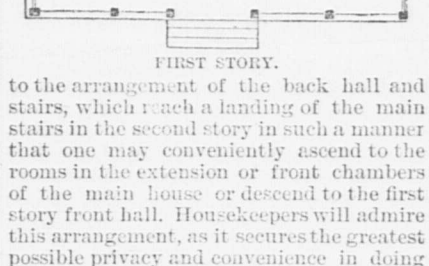 FIRST STORY.
to the arrangement of the back hall and
stairs, which reach a landing of the main
stairs in the second story in such a manner
that one may conveniently ascend to the
rooms in the extension or front chambers
of the main house or descend to the first
story front hall. Housekeepers will admire
this arrangement, as it secures the greatest
possible privacy and convenience in doing